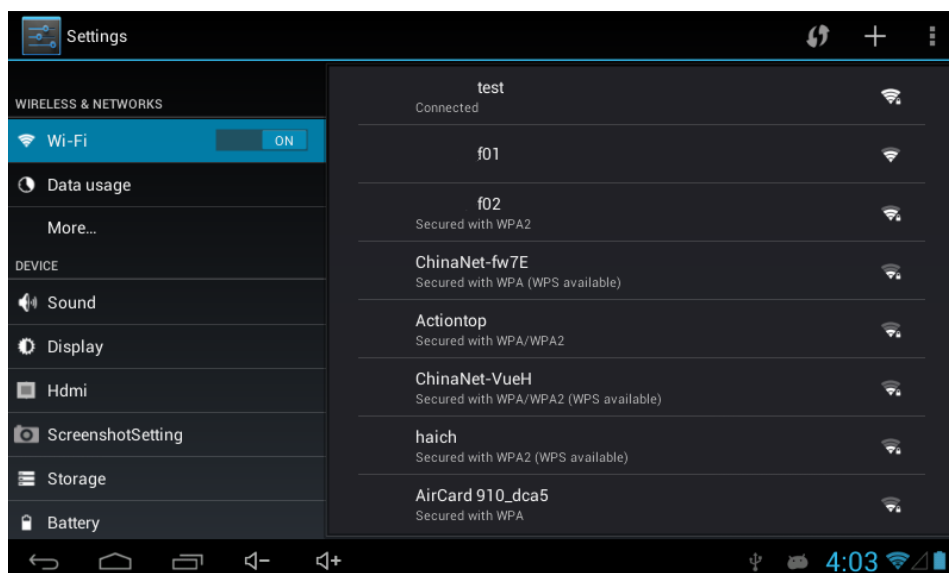 Settings
WIRELESS & NETWORKS
Wi-Fi
ON
Data usage
More...
DEVICE
Sound
Display
Hdmi
ScreenshotSetting
Storage
Battery
test
Connected
f01
f02
Secured with WPA2
ChinaNet-fw7E
Secured with WPA (WPS available)
Actiontop
Secured with WPA/WPA2
ChinaNet-VueH
Secured with WPA/WPA2 (WPS available)
haich
Secured with WPA2 (WPS available)
AirCard 910_dca5
Secured with WPA
4:03